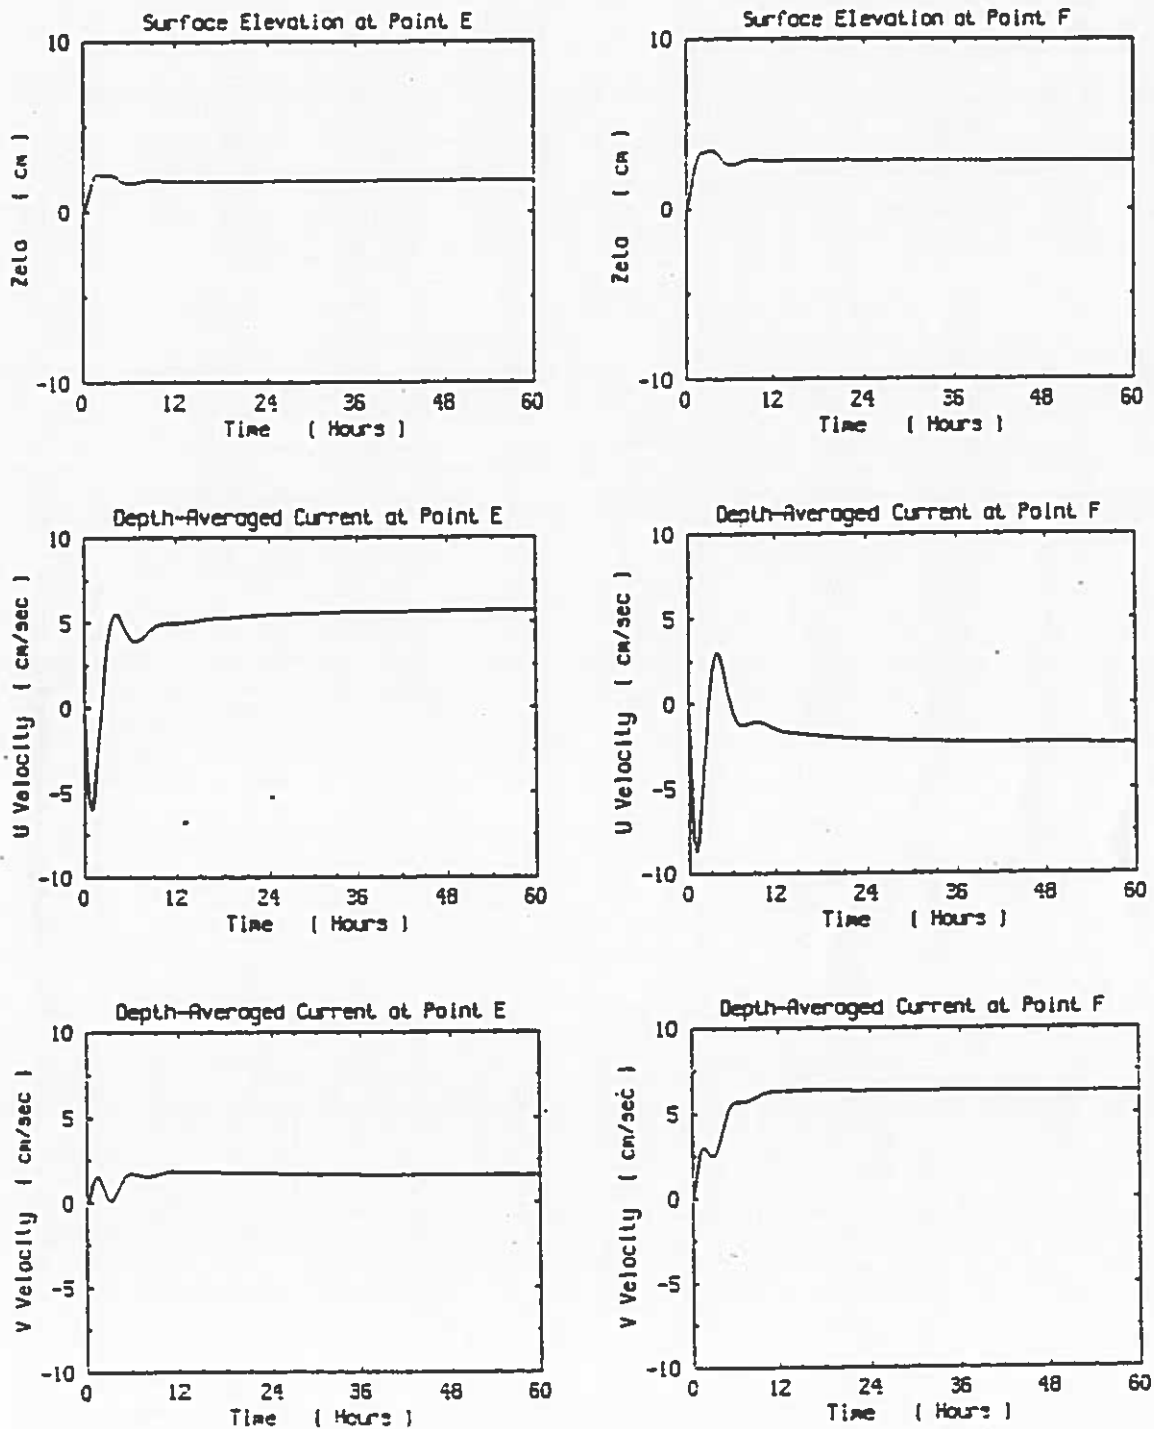 Surface Elevation at Point E
10
0
-10
Zeta ( cm )
0 12 24 36 48 60
Time ( Hours )
Surface Elevation at Point F
10
0
-10
Zeta ( cm )
0 12 24 36 48 60
Time ( Hours )
Depth-Averaged Current at Point E
10
5
0
-5
-10
U Velocity ( cm/sec )
0 12 24 36 48 60
Time ( Hours )
Depth-Averaged Current at Point F
10
5
0
-5
-10
U Velocity ( cm/sec )
0 12 24 36 48 60
Time ( Hours )
Depth-Averaged Current at Point E
10
5
0
-5
-10
V Velocity ( cm/sec )
0 12 24 36 48 60
Time ( Hours )
Depth-Averaged Current at Point F
10
5
0
-5
-10
V Velocity ( cm/sec )
0 12 24 36 48 60
Time ( Hours )